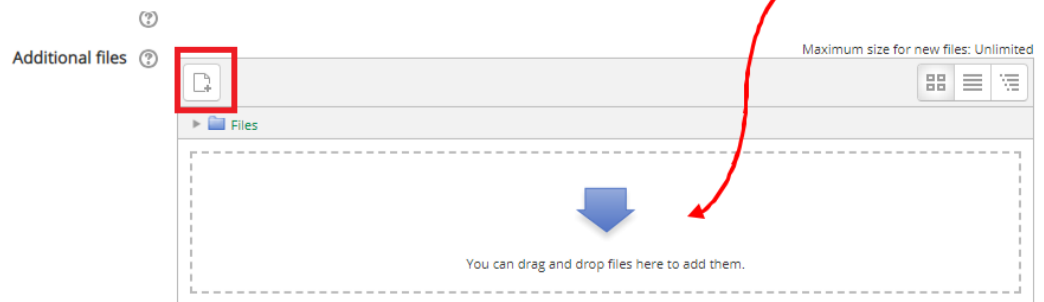 Additional files
Maximum size for new files: Unlimited
Files
You can drag and drop files here to add them.